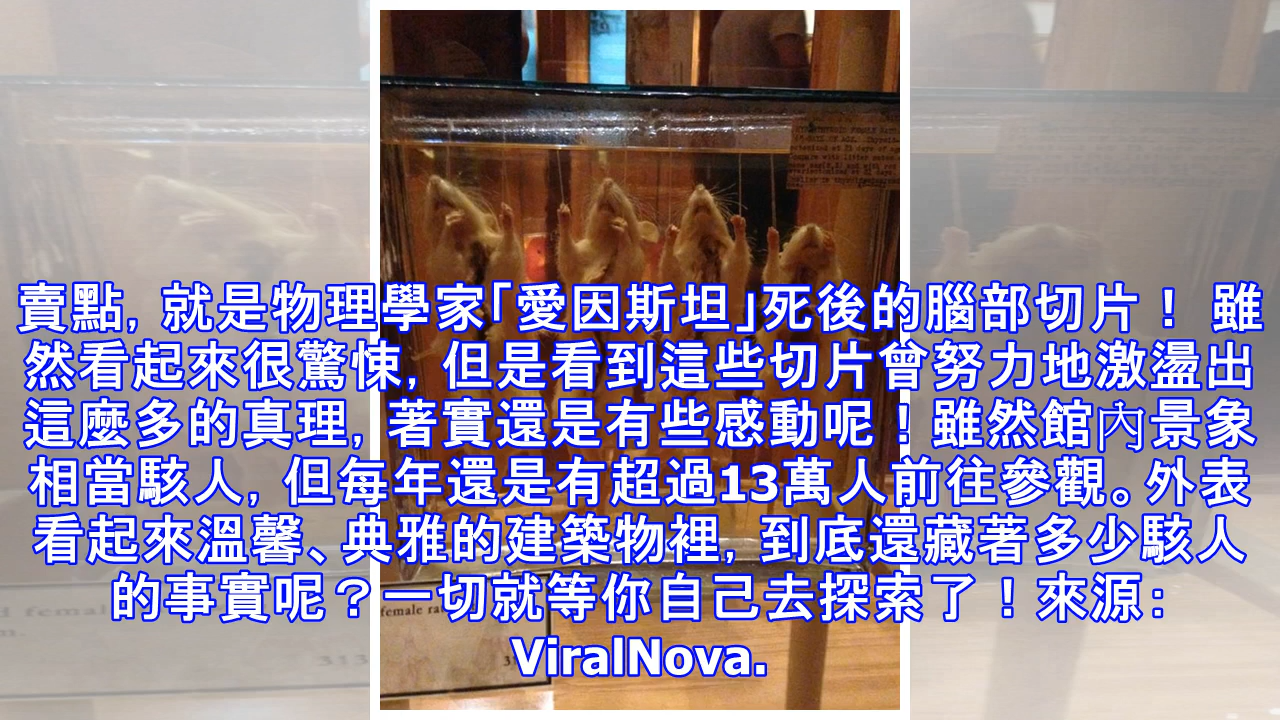 賣點, 就是物理學家「愛因斯坦」死後的腦部切片！ 雖
然看起來很驚悚, 但是看到這些切片曾努力地激盪出
這麼多的真理, 著實還是有些感動呢！雖然館內景象
相當駭人, 但每年還是有超過13萬人前往參觀。外表
看起來溫馨、典雅的建築物裡, 到底還藏著多少駭人
的事實呢？一切就等你自己去探索了！來源:
ViralNova.
female